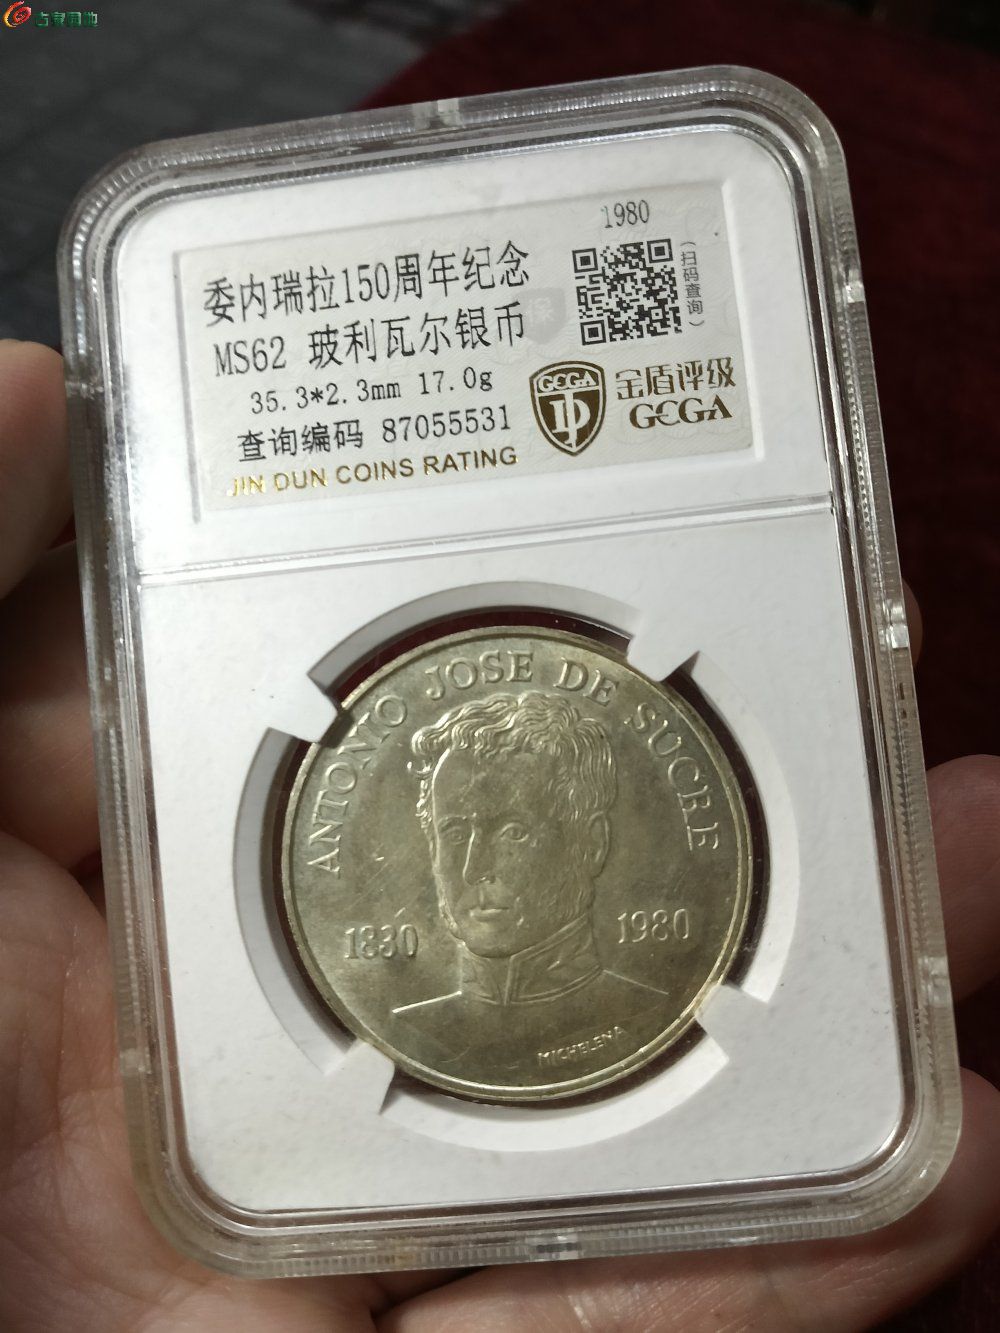 吉泉园地
1980
委内瑞拉150周年纪念
MS62 玻利瓦尔银币
35.3*2.3mm 17.0g
查询编码 87055531
JIN DUN COINS RATING
(扫码查询)
GCGA
金盾评级
GCGA
ANTONIO JOSE DE SUCRE
1830
1980
MICHELENA